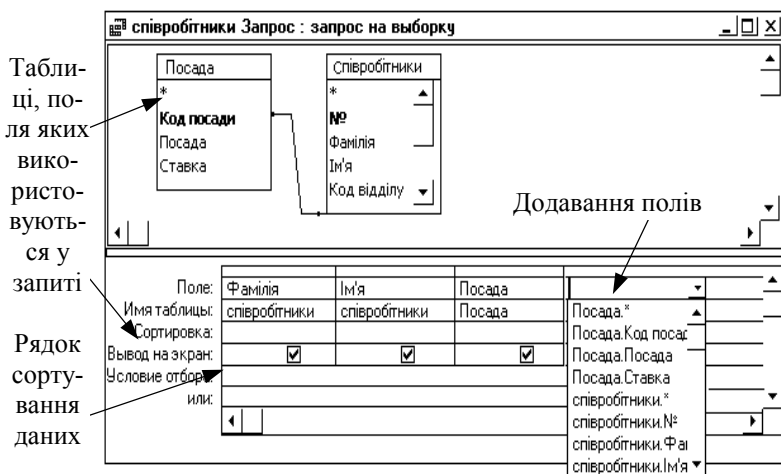 співробітники Запрос : запрос на выборку
Табли-
ці, по-
ля яких
вико-
ристо-
вують-
ся у
запиті
Посада
*
Код посади
Посада
Ставка
Співробітники
*
№
Фамілія
Ім'я
Код відділу
Додавання полів
Рядок
сорту-
вання
даних
Поле: Фамілія Ім'я Посада
Имя таблицы: співробітники співробітники Посада
Сортировка:
Вывод на экран:
Условие отбора:
или:
Посада.*
Посада.Код посад
Посада.Посада
Посада.Ставка
співробітники.*
співробітники.№
співробітники.Фаі
співробітники.Ім'я